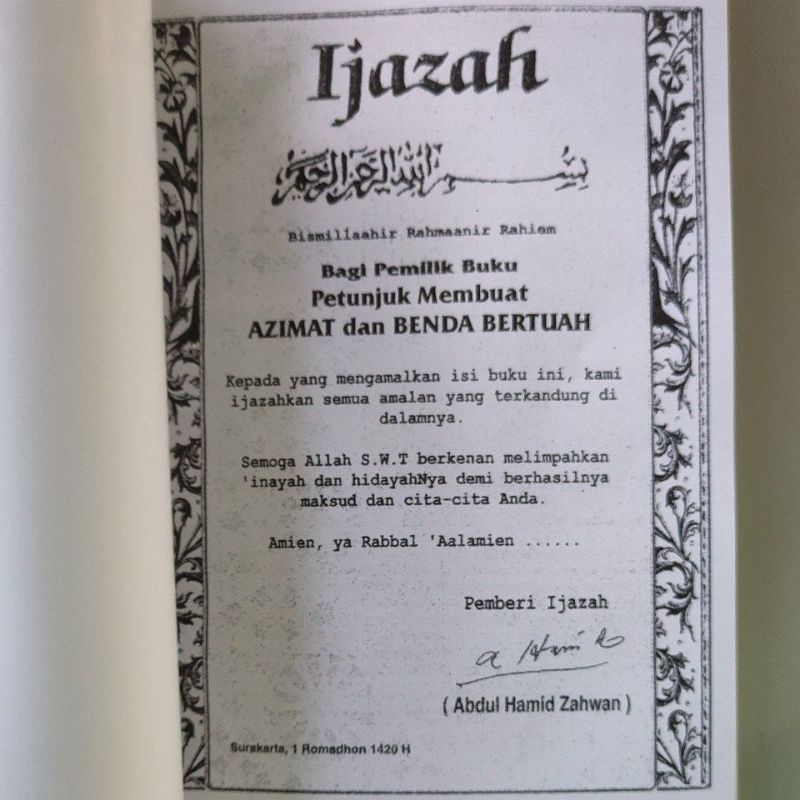 Ijazah
بسم الله الرحمن الرحيم
Bismillaahir Rahmaanir Rahiem
Bagi Pemilik Buku
Petunjuk Membuat
AZIMAT dan BENDA BERTUAH
Kepada yang mengamalkan isi buku ini, kami
ijazahkan semua amalan yang terkandung di
dalamnya.
Semoga Allah S.W.T berkenan melimpahkan
'inayah dan hidayahNya demi berhasilnya
maksud dan cita-cita Anda.
Amien, ya Rabbal 'Aalamien ......
Pemberi Ijazah
( Abdul Hamid Zahwan )
Surakarta, 1 Romadhon 1420 H